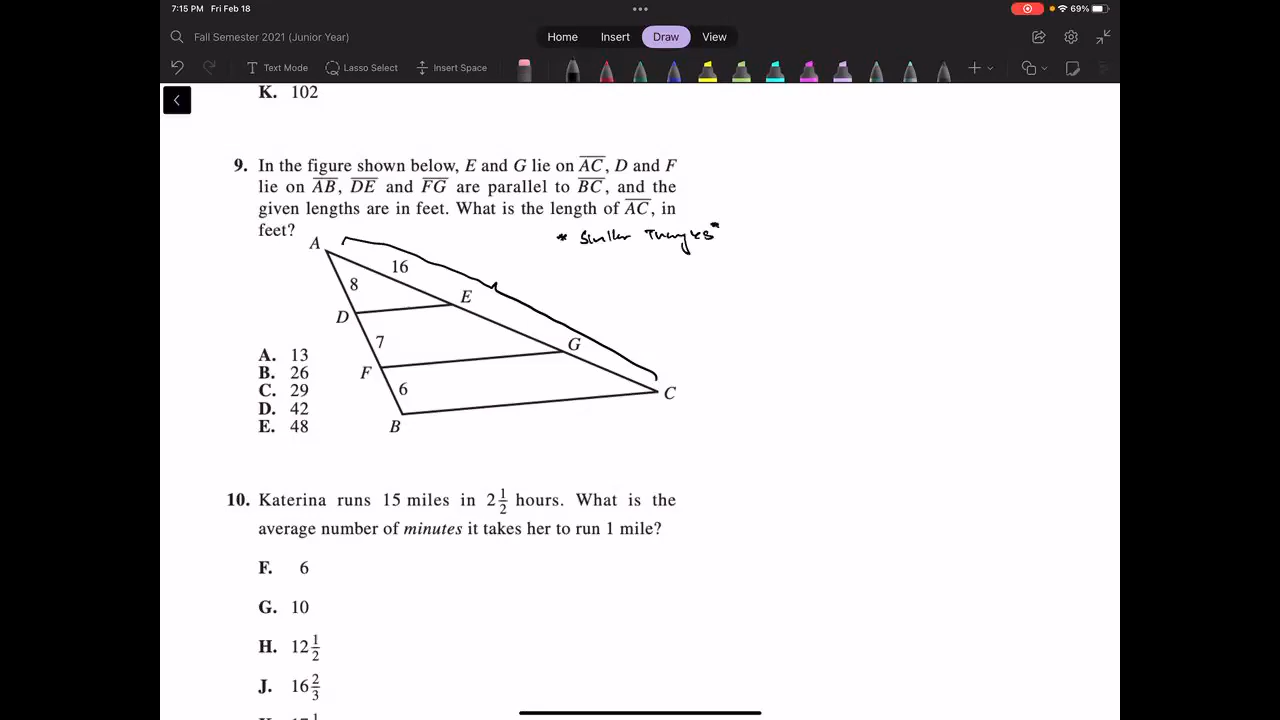 7:15 PM Fri Feb 18
69%
Fall Semester 2021 (Junior Year)
Home Insert Draw View
Text Mode Lasso Select Insert Space
K. 102
9. In the figure shown below, E and G lie on AC, D and F
lie on AB, DE and FG are parallel to BC, and the
given lengths are in feet. What is the length of AC, in
feet?
* Similar Triangles *
A
16
8
E
D
7
G
F
6
C
B
A. 13
B. 26
C. 29
D. 42
E. 48
10. Katerina runs 15 miles in 2 1/2 hours. What is the
average number of minutes it takes her to run 1 mile?
F. 6
G. 10
H. 12 1/2
J. 16 2/3